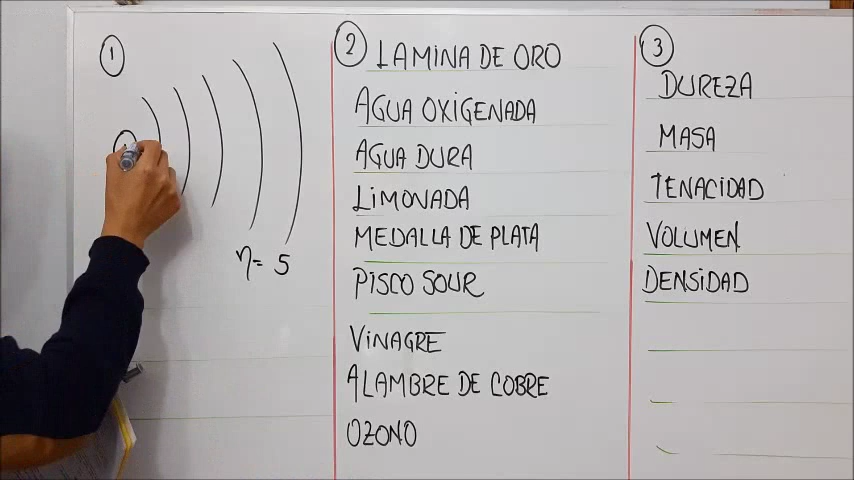 1
η= 5
2 LAMINA DE ORO
AGUA OXIGENADA
AGUA DURA
LIMONADA
MEDALLA DE PLATA
PISCO SOUR
VINAGRE
ALAMBRE DE COBRE
OZONO
3
DUREZA
MASA
TENACIDAD
VOLUMEN
DENSIDAD